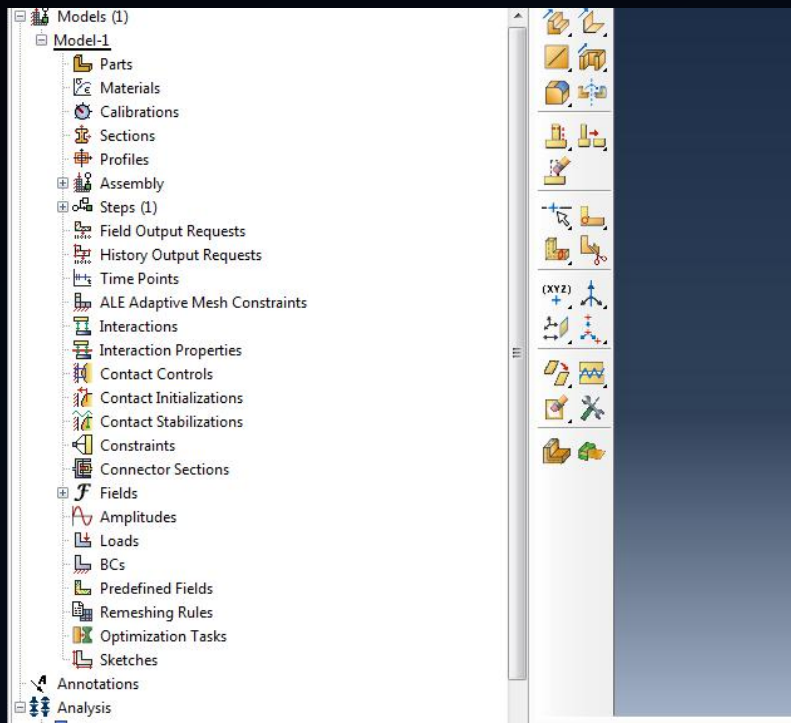 Models (1)
Model-1
Parts
Materials
Calibrations
Sections
Profiles
Assembly
Steps (1)
Field Output Requests
History Output Requests
Time Points
ALE Adaptive Mesh Constraints
Interactions
Interaction Properties
Contact Controls
Contact Initializations
Contact Stabilizations
Constraints
Connector Sections
Fields
Amplitudes
Loads
BCs
Predefined Fields
Remeshing Rules
Optimization Tasks
Sketches
Annotations
Analysis
(XYZ)